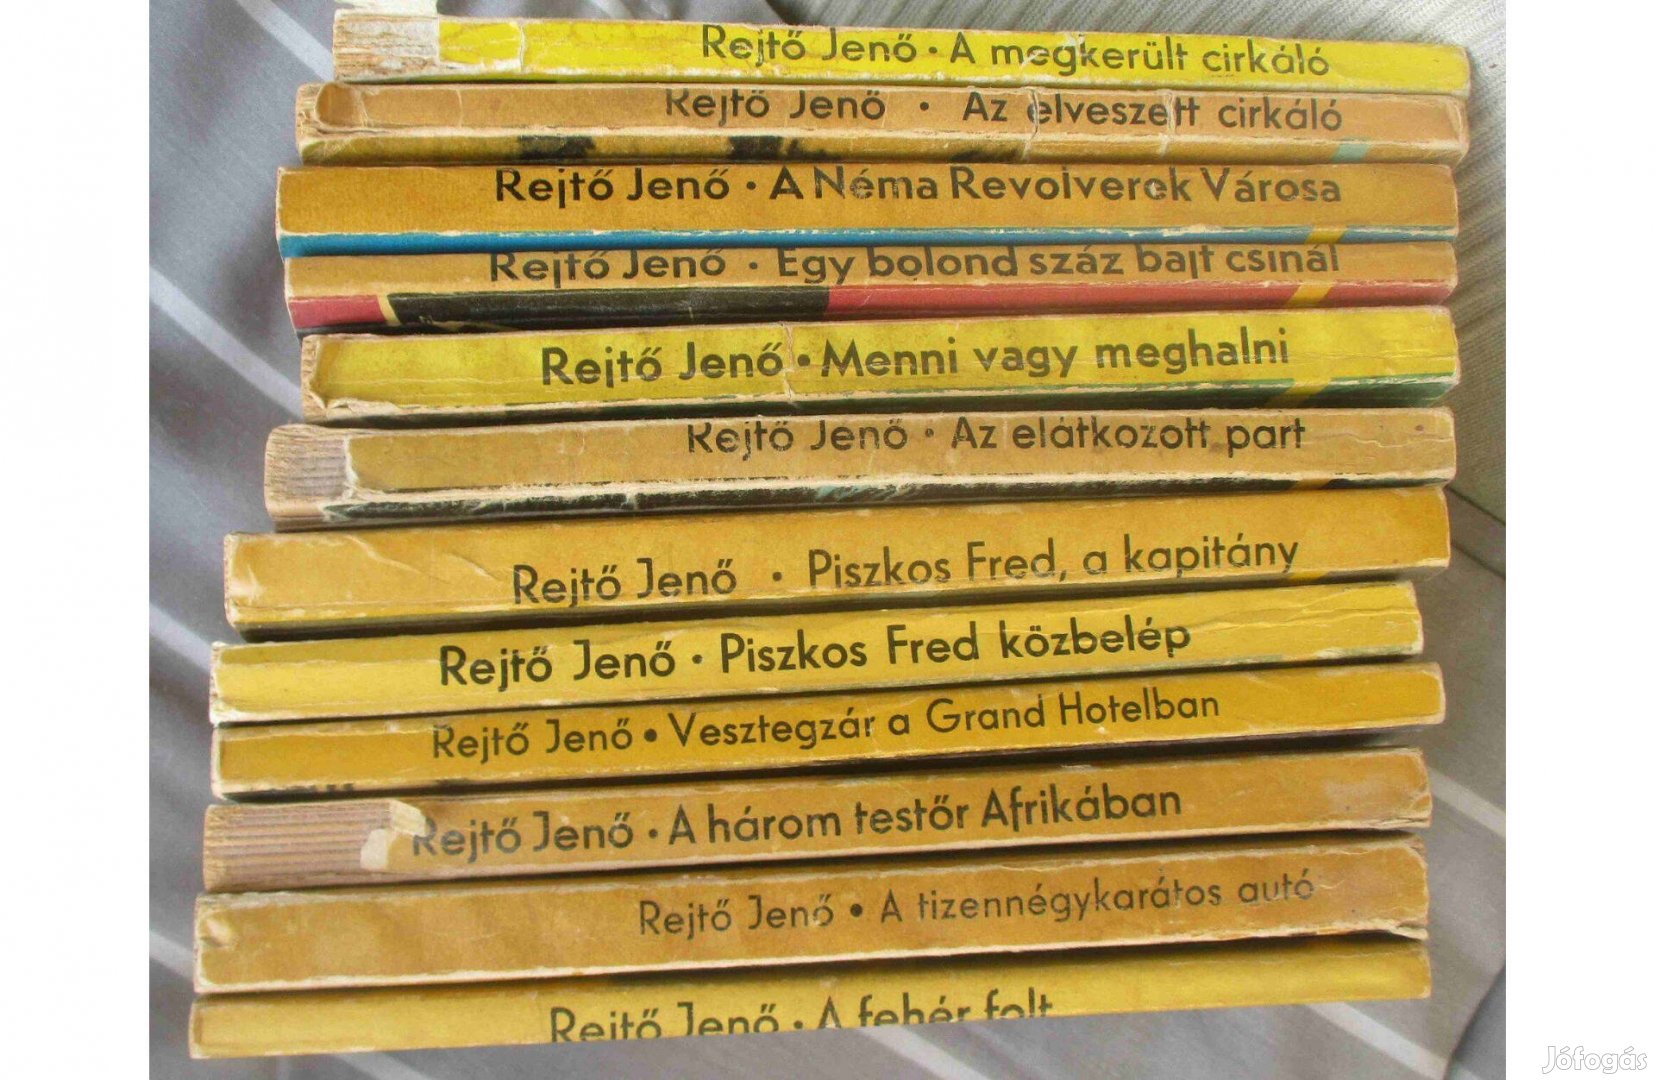 Rejtő Jenő · A megkerült cirkáló
Rejtő Jenő · Az elveszett cirkáló
Rejtő Jenő · A Néma Revolverek Városa
Rejtő Jenő · Egy bolond száz bajt csinál
Rejtő Jenő · Menni vagy meghalni
Rejtő Jenő · Az elátkozott part
Rejtő Jenő · Piszkos Fred, a kapitány
Rejtő Jenő · Piszkos Fred közbelép
Rejtő Jenő · Vesztegzár a Grand Hotelban
Rejtő Jenő · A három testőr Afrikában
Rejtő Jenő · A tizennégykarátos autó
Rejtő Jenő · A fehér folt
Jófogás